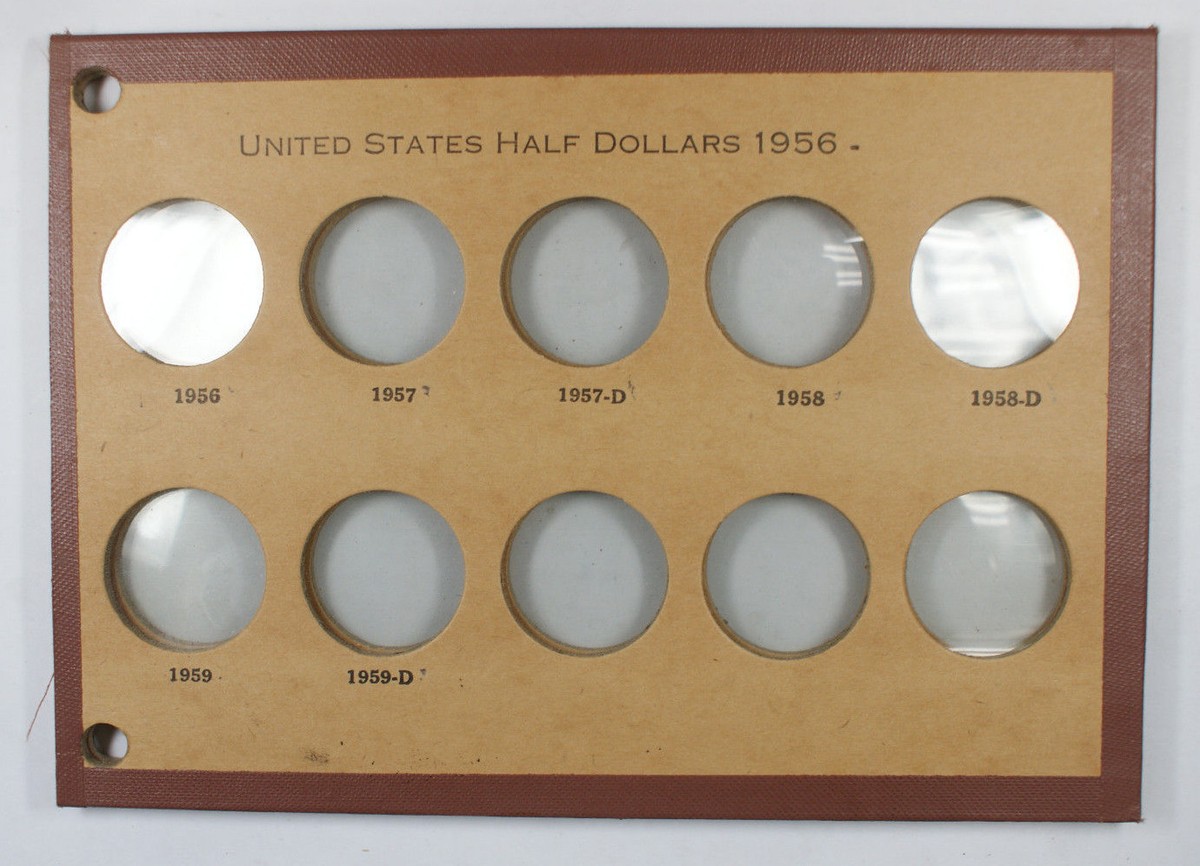 UNITED STATES HALF DOLLARS 1956 -
1956 1957 1957-D 1958 1958-D
1959 1959-D